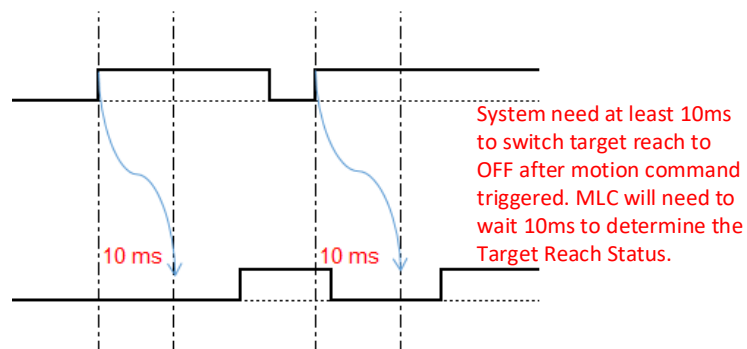 System need at least 10ms
to switch target reach to
OFF after motion command
triggered. MLC will need to
wait 10ms to determine the
Target Reach Status.
10 ms
10 ms